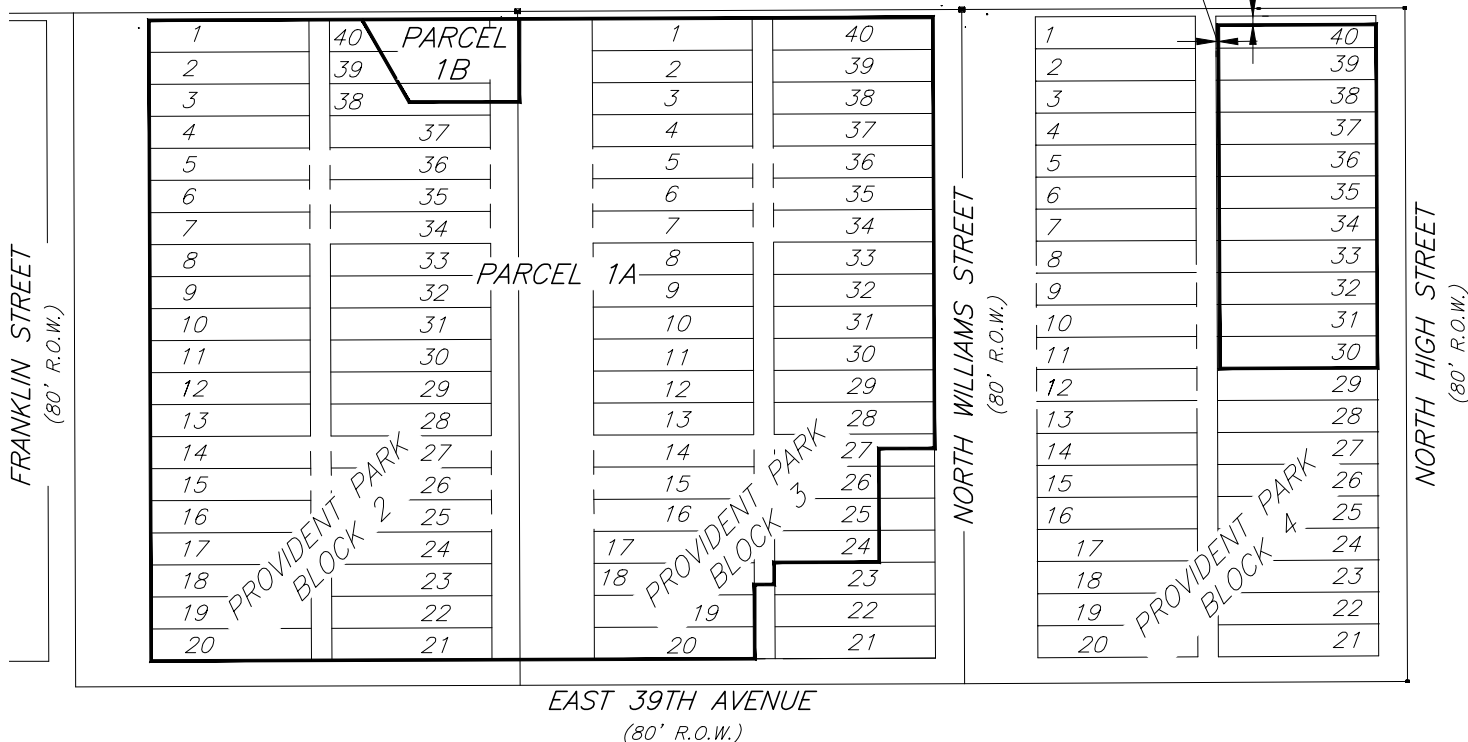 1 40 PARCEL 1 40 1 40
2 39 1B 2 39 2 39
3 38 3 38 3 38
4 37 4 37 4 37
5 36 5 36 5 36
6 35 6 35 6 35
7 34 7 34 7 34
8 33 8 33 8 33
PARCEL 1A
9 32 9 32 9 32
10 31 10 31 10 31
11 30 11 30 11 30
12 29 12 29 12 29
13 28 13 28 13 28
14 27 14 27 14 27
15 26 15 26 15 26
16 25 16 25 16 25
17 24 17 24 17 24
18 23 18 23 18 23
19 22 19 22 19 22
20 21 20 21 20 21
FRANKLIN STREET
(80' R.O.W.)
PROVIDENT PARK
BLOCK 2
PROVIDENT PARK
BLOCK 3
NORTH WILLIAMS STREET
(80' R.O.W.)
PROVIDENT PARK
BLOCK 4
NORTH HIGH STREET
(80' R.O.W.)
EAST 39TH AVENUE
(80' R.O.W.)